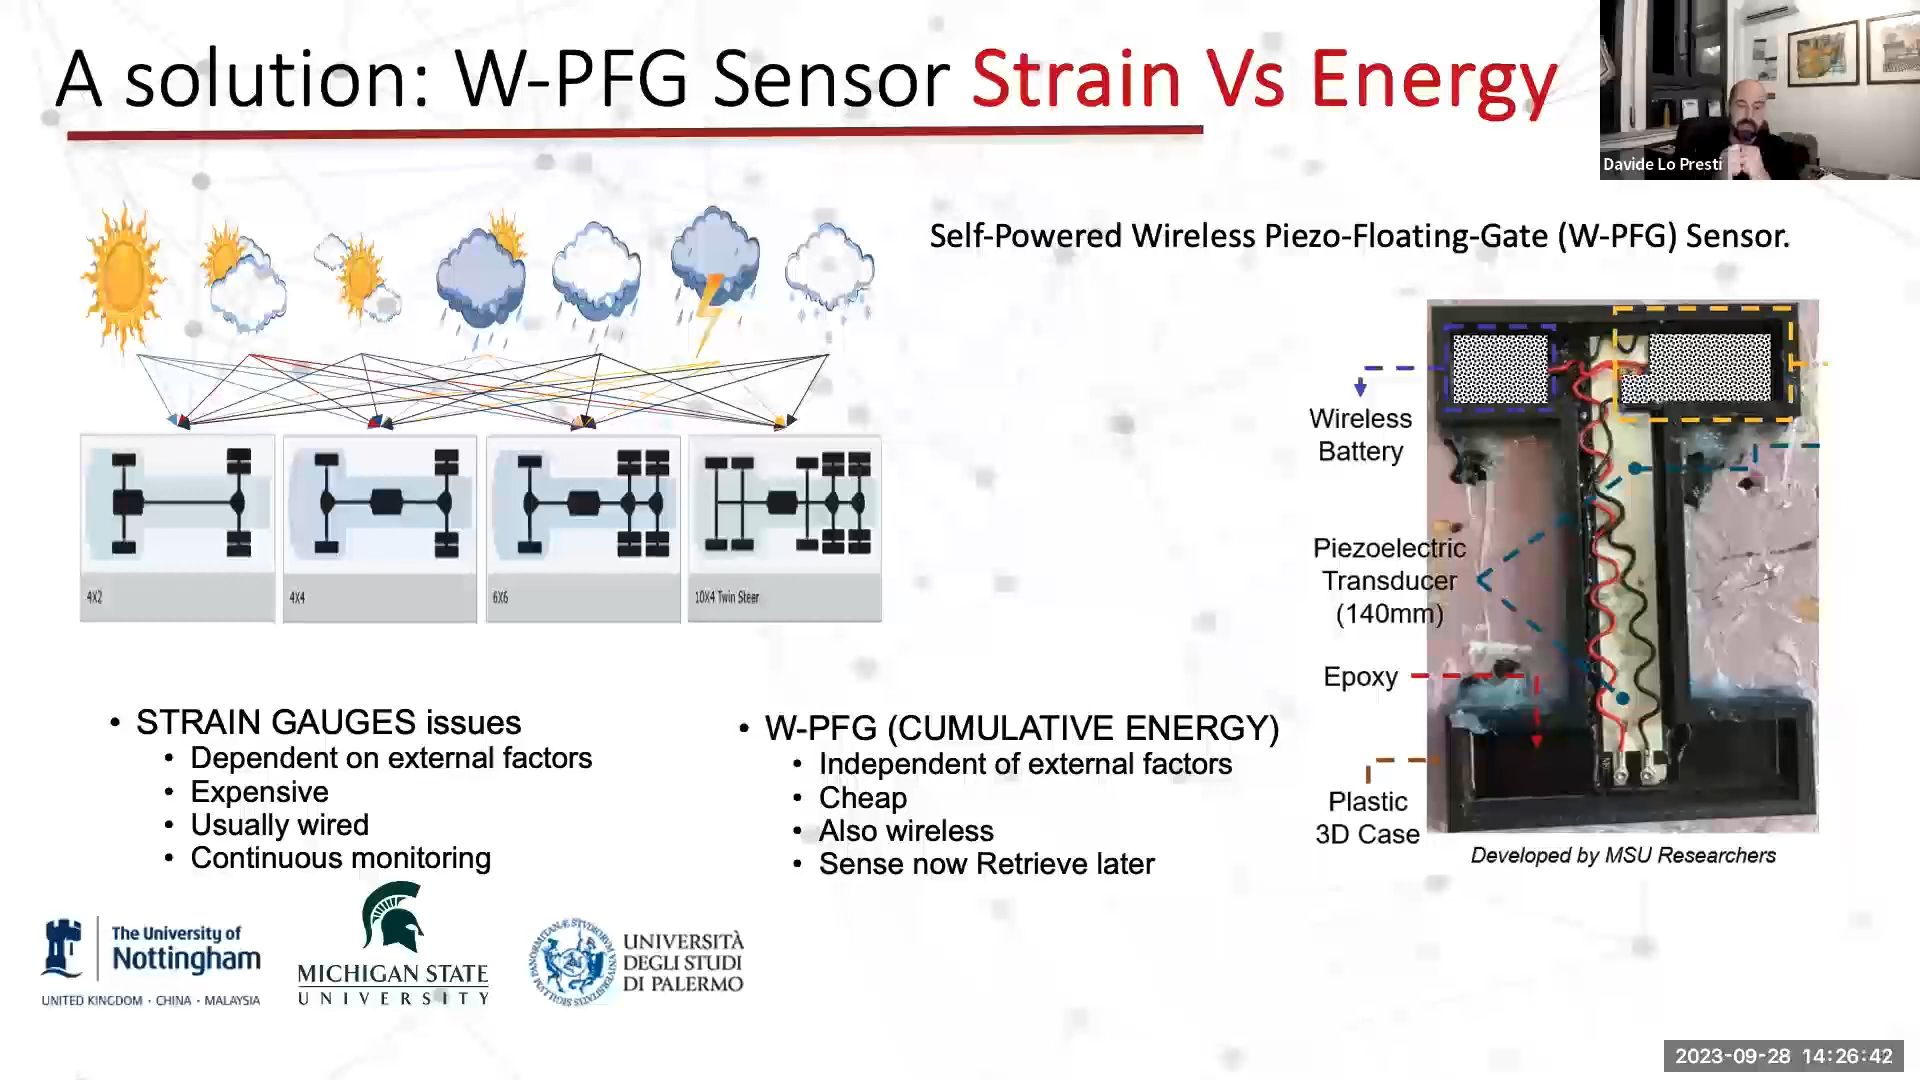 A solution: W-PFG Sensor Strain Vs Energy
Davide Lo Presti
Self-Powered Wireless Piezo-Floating-Gate (W-PFG) Sensor.
Wireless
Battery
Piezoelectric
Transducer
(140mm)
Epoxy
Plastic
3D Case
Developed by MSU Researchers
4X2
4X4
6X6
10X4 Twin Steer
• STRAIN GAUGES issues
• Dependent on external factors
• Expensive
• Usually wired
• Continuous monitoring
• W-PFG (CUMULATIVE ENERGY)
• Independent of external factors
• Cheap
• Also wireless
• Sense now Retrieve later
The University of
Nottingham
UNITED KINGDOM · CHINA · MALAYSIA
MICHIGAN STATE
UNIVERSITY
UNIVERSITÀ
DEGLI STUDI
DI PALERMO
2023-09-28 14:26:42